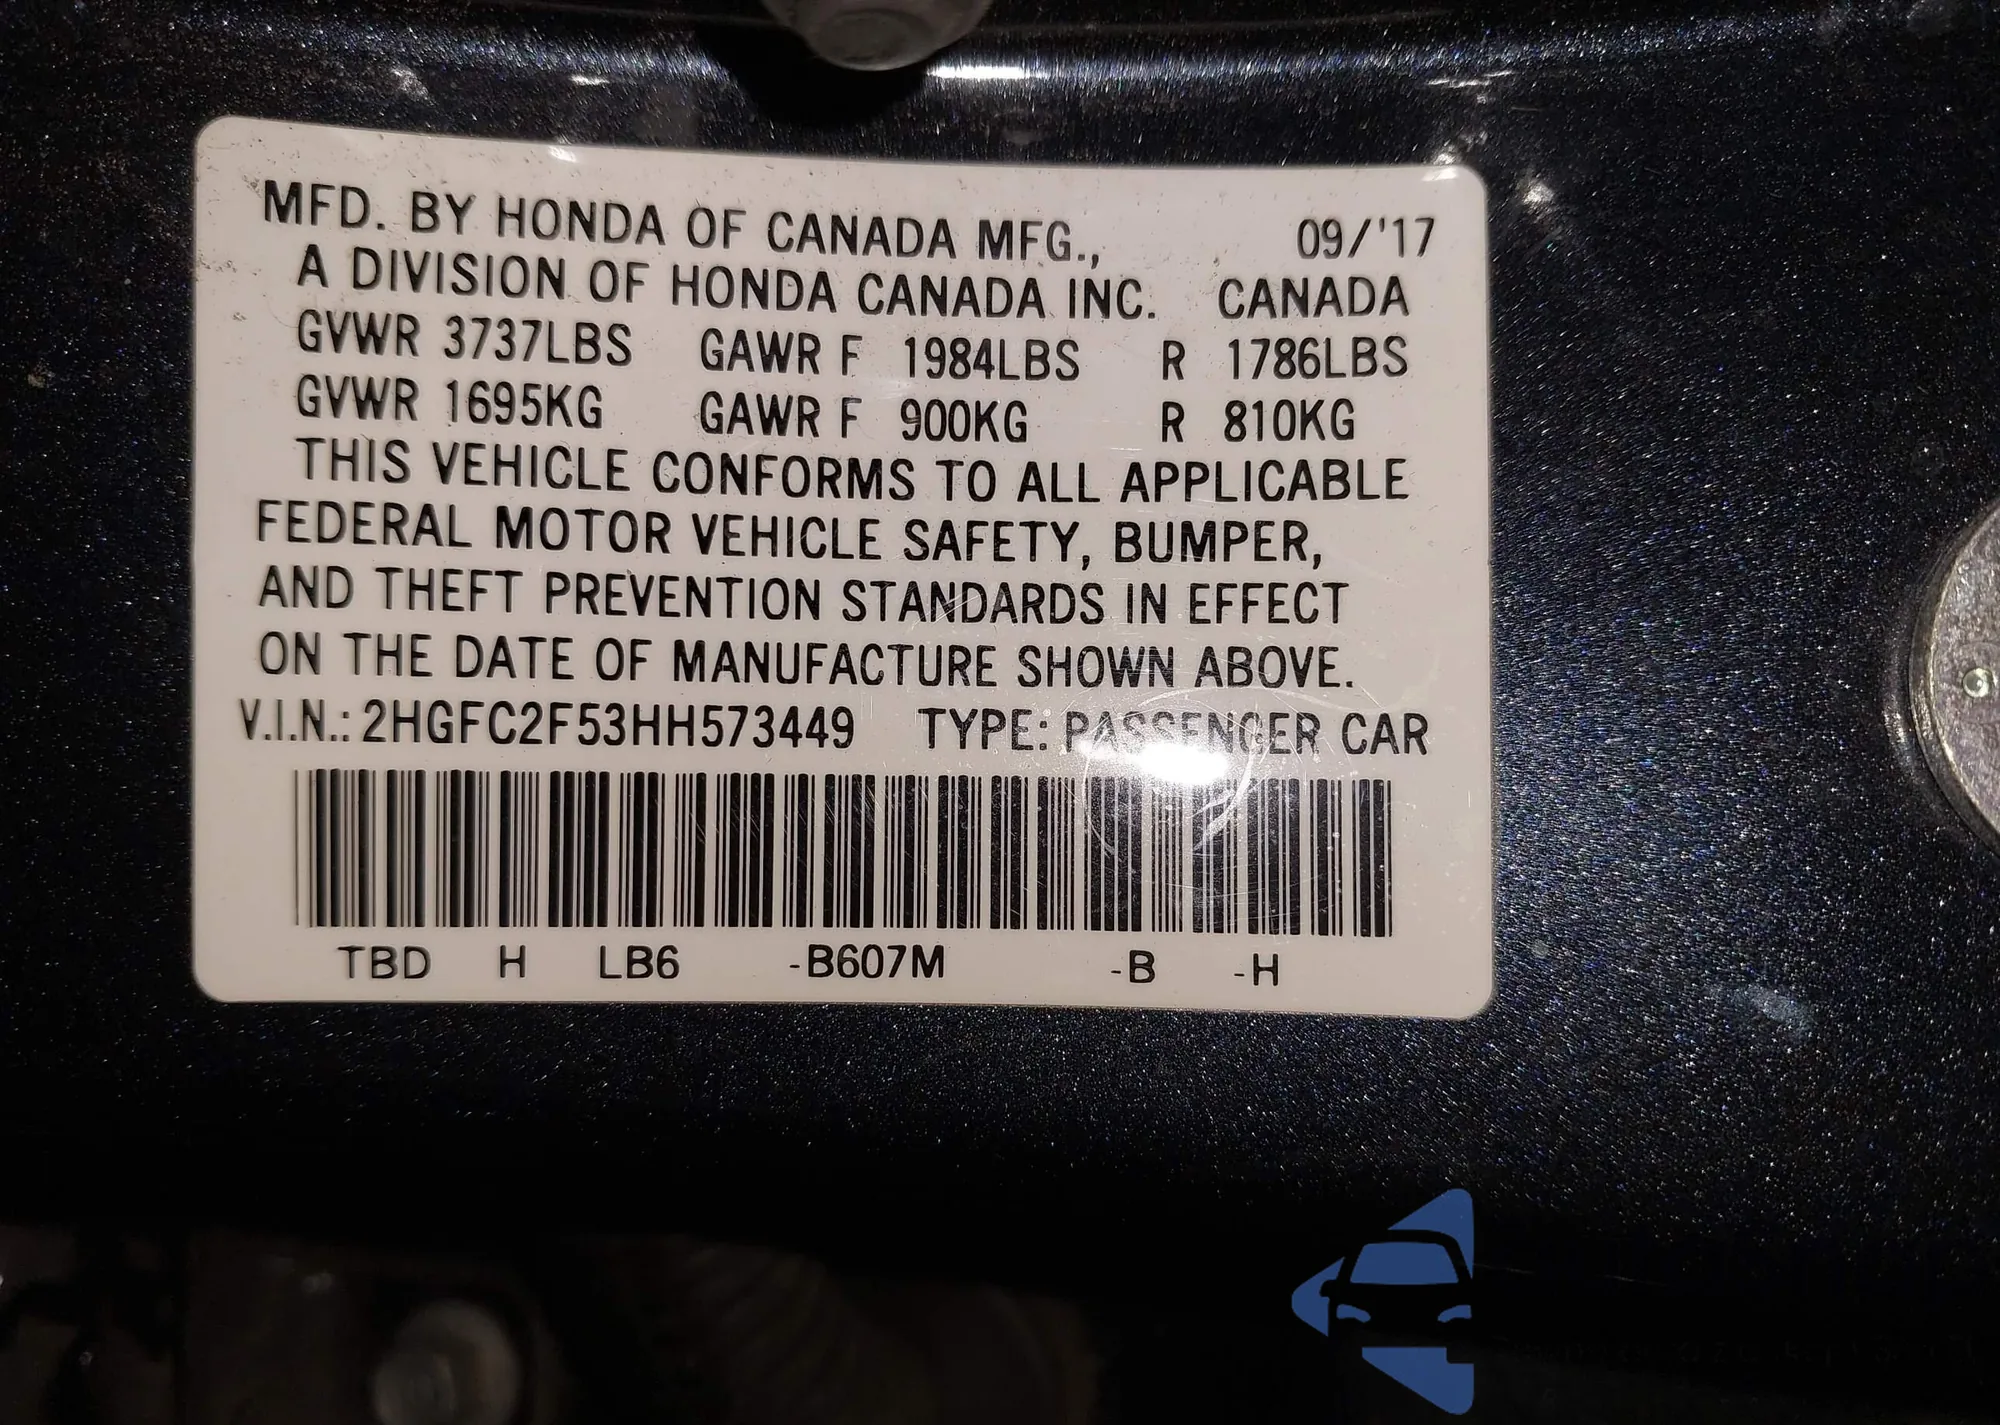 MFD. BY HONDA OF CANADA MFG., 09/'17
A DIVISION OF HONDA CANADA INC. CANADA
GVWR 3737LBS GAWR F 1984LBS R 1786LBS
GVWR 1695KG GAWR F 900KG R 810KG
THIS VEHICLE CONFORMS TO ALL APPLICABLE
FEDERAL MOTOR VEHICLE SAFETY, BUMPER,
AND THEFT PREVENTION STANDARDS IN EFFECT
ON THE DATE OF MANUFACTURE SHOWN ABOVE.
V.I.N.: 2HGFC2F53HH573449 TYPE: PASSENGER CAR
TBD H LB6 -B607M -B -H